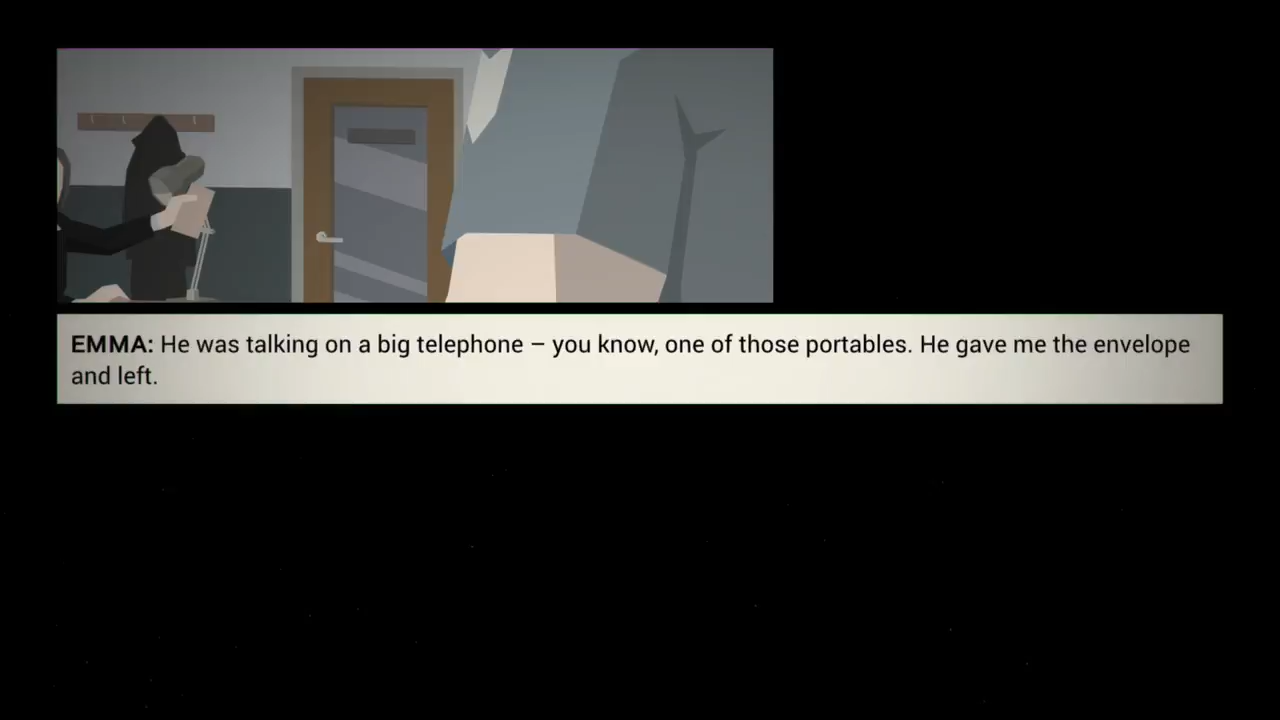 EMMA: He was talking on a big telephone – you know, one of those portables. He gave me the envelope
and left.